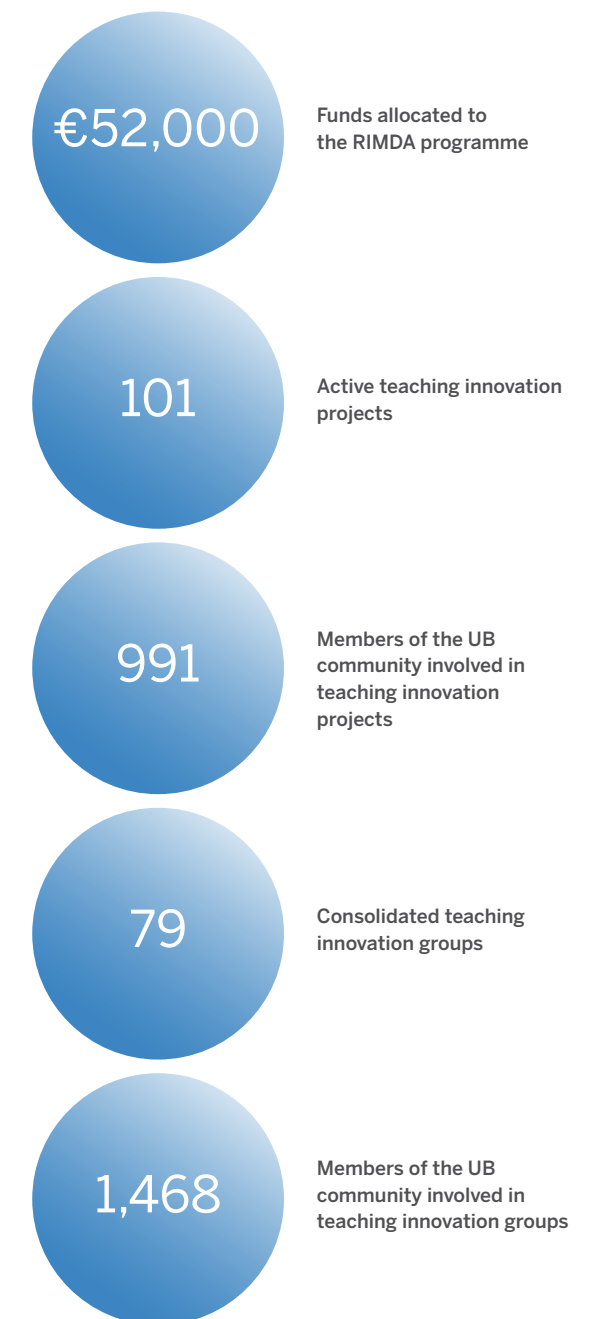 €52,000
Funds allocated to
the RIMDA programme
101
Active teaching innovation
projects
991
Members of the UB
community involved in
teaching innovation
projects
79
Consolidated teaching
innovation groups
1,468
Members of the UB
community involved in
teaching innovation groups